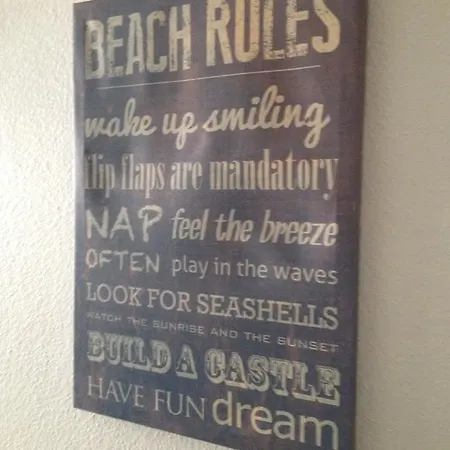 BEACH RULES
wake up smiling
flip flaps are mandatory
NAP feel the breeze
OFTEN play in the waves
LOOK FOR SEASHELLS
WATCH THE SUNRISE AND THE SUNSET
BUILD A CASTLE
HAVE FUN dream